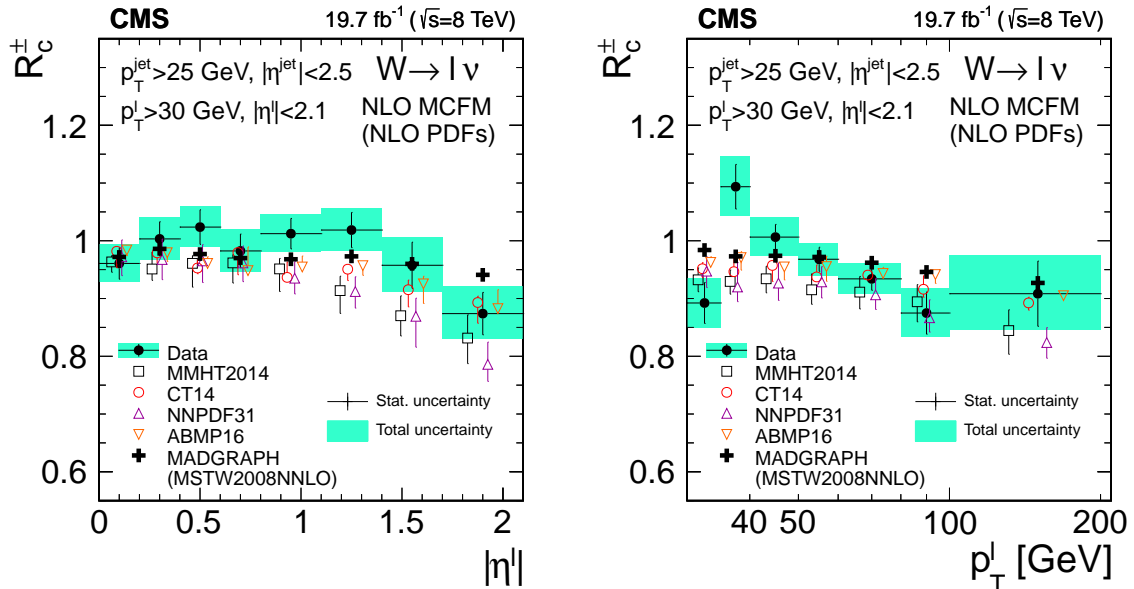 CMS 19.7 fb⁻¹ (√s=8 TeV)
R_c^±
p_T^jet>25 GeV, |η^jet|<2.5 W→l ν
p_T^l>30 GeV, |η^l|<2.1 NLO MCFM
(NLO PDFs)
1.2
1
0.8
0.6
Data
MMHT2014
CT14
NNPDF31
ABMP16
MADGRAPH
(MSTW2008NNLO)
Stat. uncertainty
Total uncertainty
0 0.5 1 1.5 2
|η^l|
CMS 19.7 fb⁻¹ (√s=8 TeV)
R_c^±
p_T^jet>25 GeV, |η^jet|<2.5 W→l ν
p_T^l>30 GeV, |η^l|<2.1 NLO MCFM
(NLO PDFs)
1.2
1
0.8
0.6
Data
MMHT2014
CT14
NNPDF31
ABMP16
MADGRAPH
(MSTW2008NNLO)
Stat. uncertainty
Total uncertainty
40 50 100 200
p_T^l [GeV]